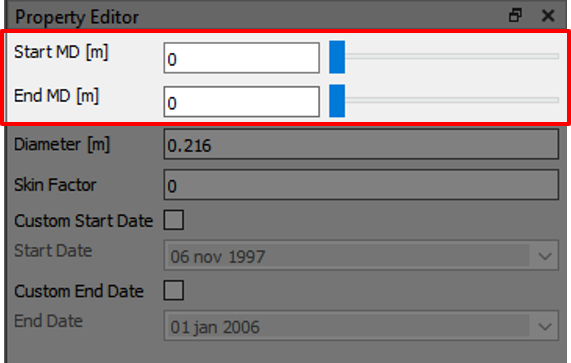 Property Editor
Start MD [m] 0
End MD [m] 0
Diameter [m] 0.216
Skin Factor 0
Custom Start Date
Start Date 06 nov 1997
Custom End Date
End Date 01 jan 2006